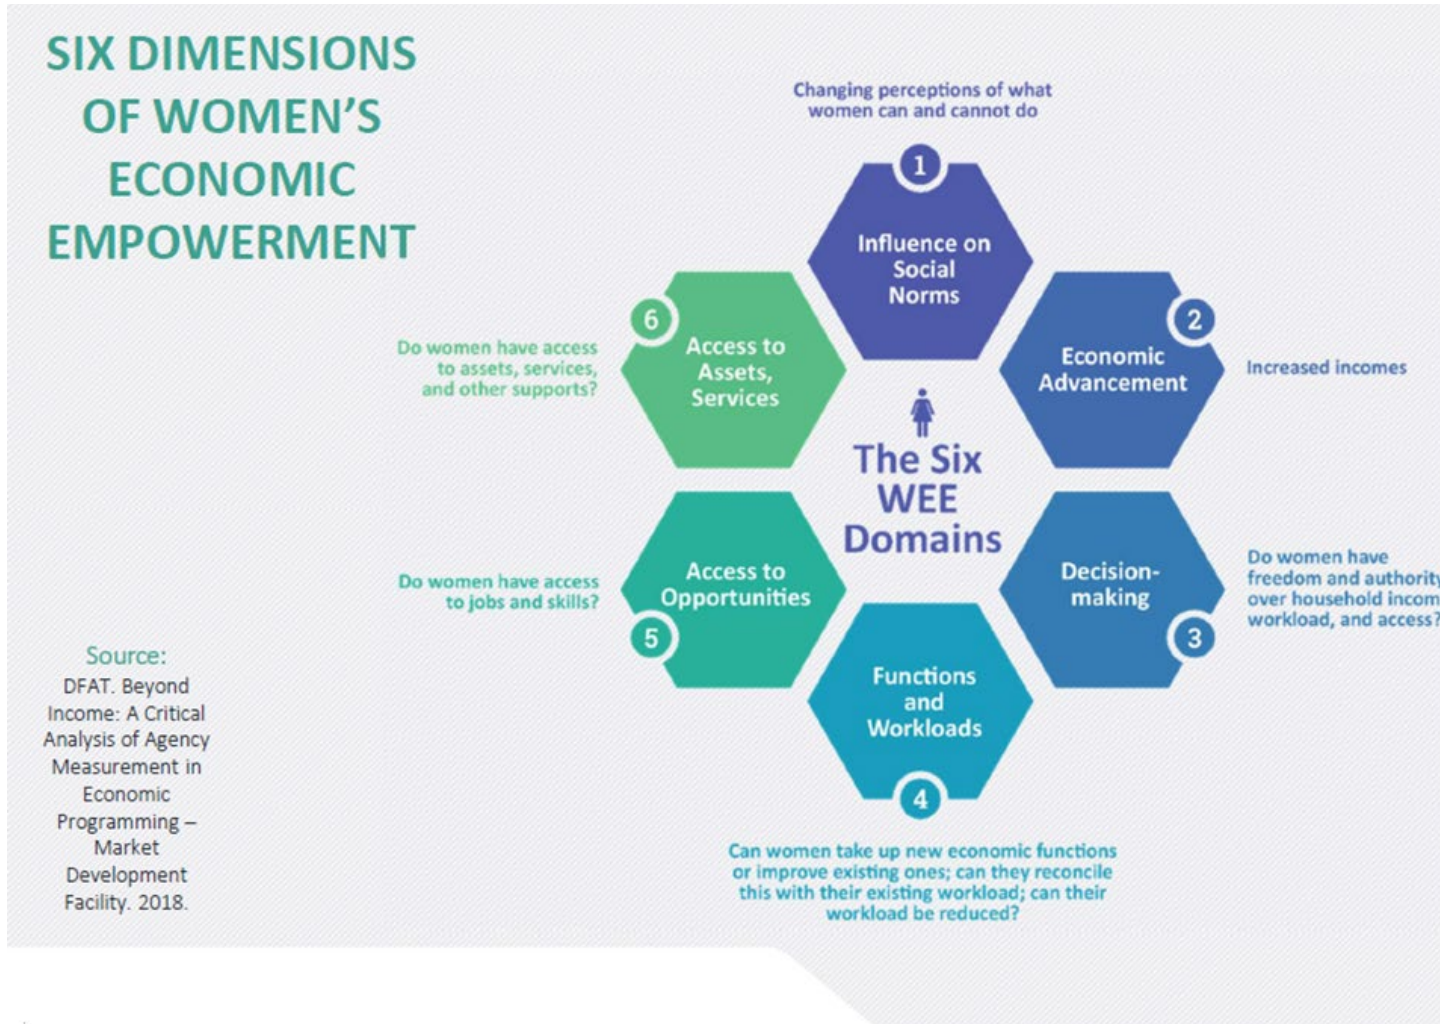 SIX DIMENSIONS
OF WOMEN'S
ECONOMIC
EMPOWERMENT
Changing perceptions of what
women can and cannot do
1
Influence on
Social
Norms
2
Economic
Advancement
Increased incomes
3
Decision-
making
Do women have
freedom and authority
over household incom
workload, and access?
4
Functions
and
Workloads
Can women take up new economic functions
or improve existing ones; can they reconcile
this with their existing workload; can their
workload be reduced?
5
Access to
Opportunities
Do women have access
to jobs and skills?
6
Access to
Assets,
Services
Do women have access
to assets, services,
and other supports?
The Six
WEE
Domains
Source:
DFAT. Beyond
Income: A Critical
Analysis of Agency
Measurement in
Economic
Programming –
Market
Development
Facility. 2018.